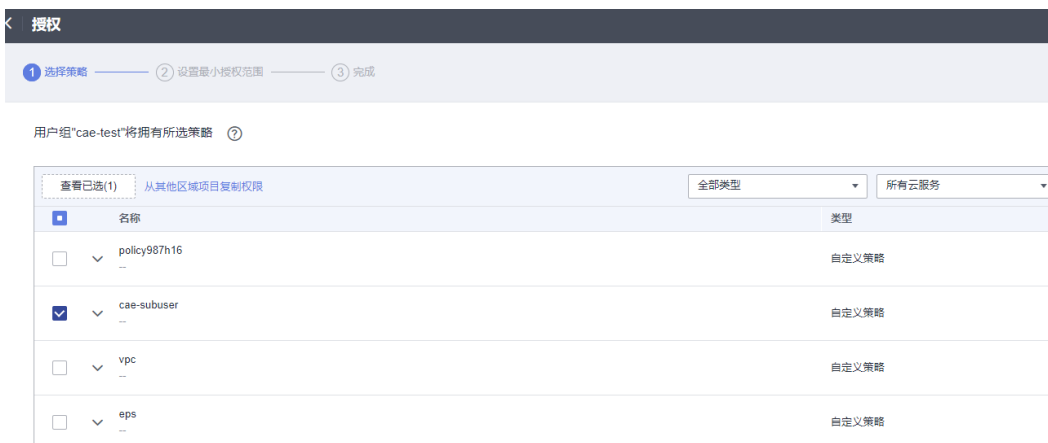 授权
1 选择策略 2 设置最小授权范围 3 完成
用户组"cae-test"将拥有所选策略 ?
查看已选(1) 从其他区域项目复制权限 全部类型 所有云服务
名称 类型
policy987h16 自定义策略
--
cae-subuser 自定义策略
--
vpc 自定义策略
--
eps 自定义策略
--